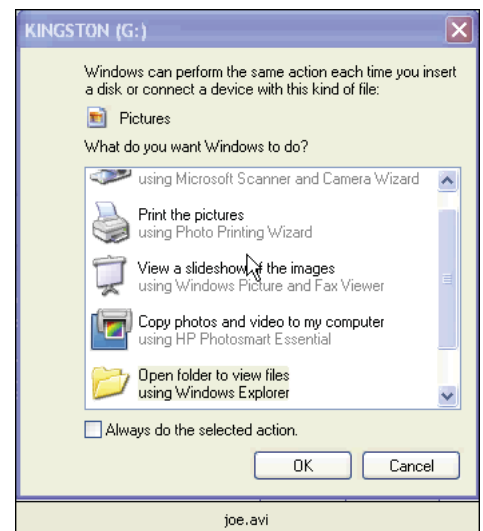 KINGSTON (G:)
Windows can perform the same action each time you insert
a disk or connect a device with this kind of file:
Pictures
What do you want Windows to do?
using Microsoft Scanner and Camera Wizard
Print the pictures
using Photo Printing Wizard
View a slideshow of the images
using Windows Picture and Fax Viewer
Copy photos and video to my computer
using HP Photosmart Essential
Open folder to view files
using Windows Explorer
Always do the selected action.
OK
Cancel
joe.avi